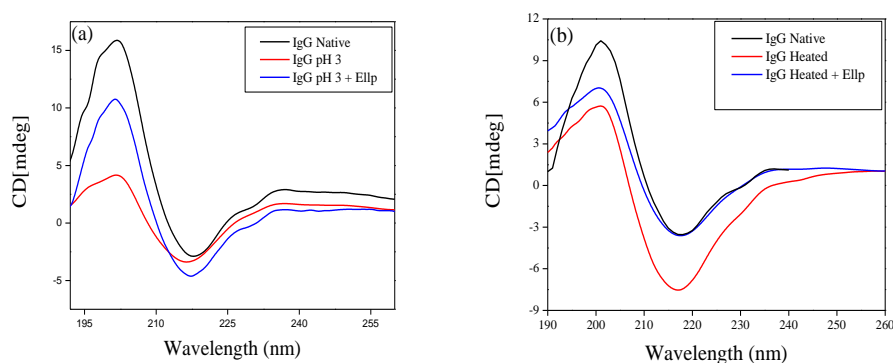 (a)
IgG Native
IgG pH 3
IgG pH 3 + Ellp
15
10
5
0
-5
CD[mdeg]
195 210 225 240 255
Wavelength (nm)
(b)
IgG Native
IgG Heated
IgG Heated + Ellp
12
9
6
3
0
-3
-6
-9
CD[mdeg]
190 200 210 220 230 240 250 260
Wavelength (nm)